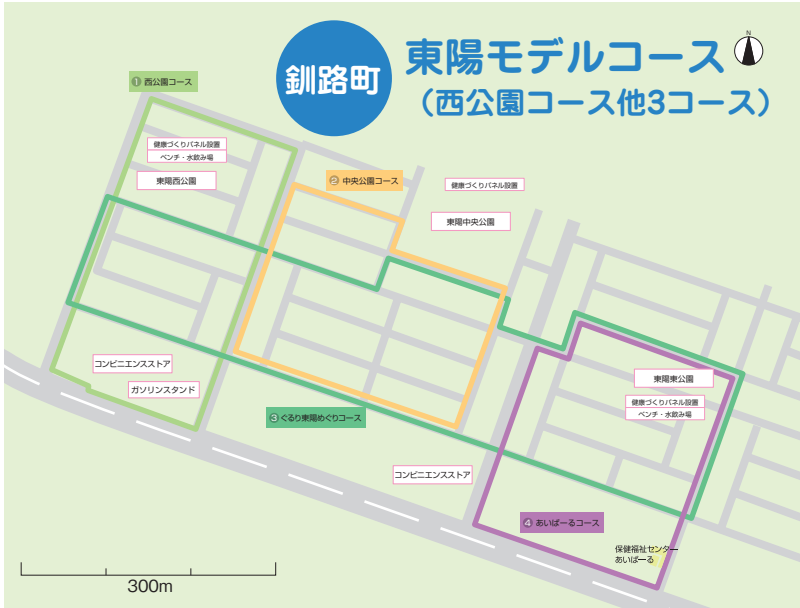 釧路町
東陽モデルコース
（西公園コース他3コース）
N
① 西公園コース
健康づくりパネル設置
ベンチ・水飲み場
東陽西公園
② 中央公園コース
健康づくりパネル設置
東陽中央公園
コンビニエンスストア
ガソリンスタンド
東陽東公園
健康づくりパネル設置
ベンチ・水飲み場
③ ぐるり東陽めぐりコース
コンビニエンスストア
④ あいぱーるコース
保健福祉センター
あいぱーる
300m